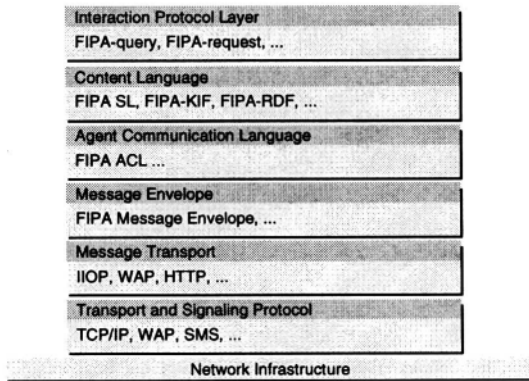 Interaction Protocol Layer
FIPA-query, FIPA-request, ...
Content Language
FIPA SL, FIPA-KIF, FIPA-RDF, ...
Agent Communication Language
FIPA ACL ...
Message Envelope
FIPA Message Envelope, ...
Message Transport
IIOP, WAP, HTTP, ...
Transport and Signaling Protocol
TCP/IP, WAP, SMS, ...
Network Infrastructure